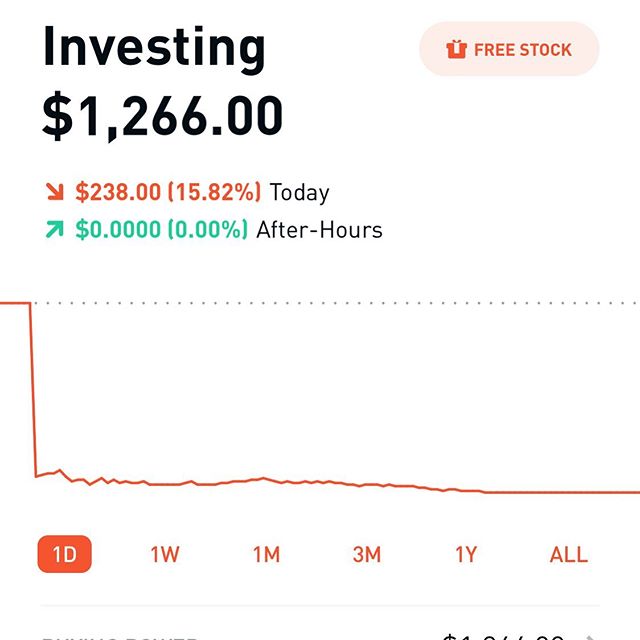 Investing
FREE STOCK
$1,266.00
$238.00 (15.82%) Today
$0.0000 (0.00%) After-Hours
1D 1W 1M 3M 1Y ALL